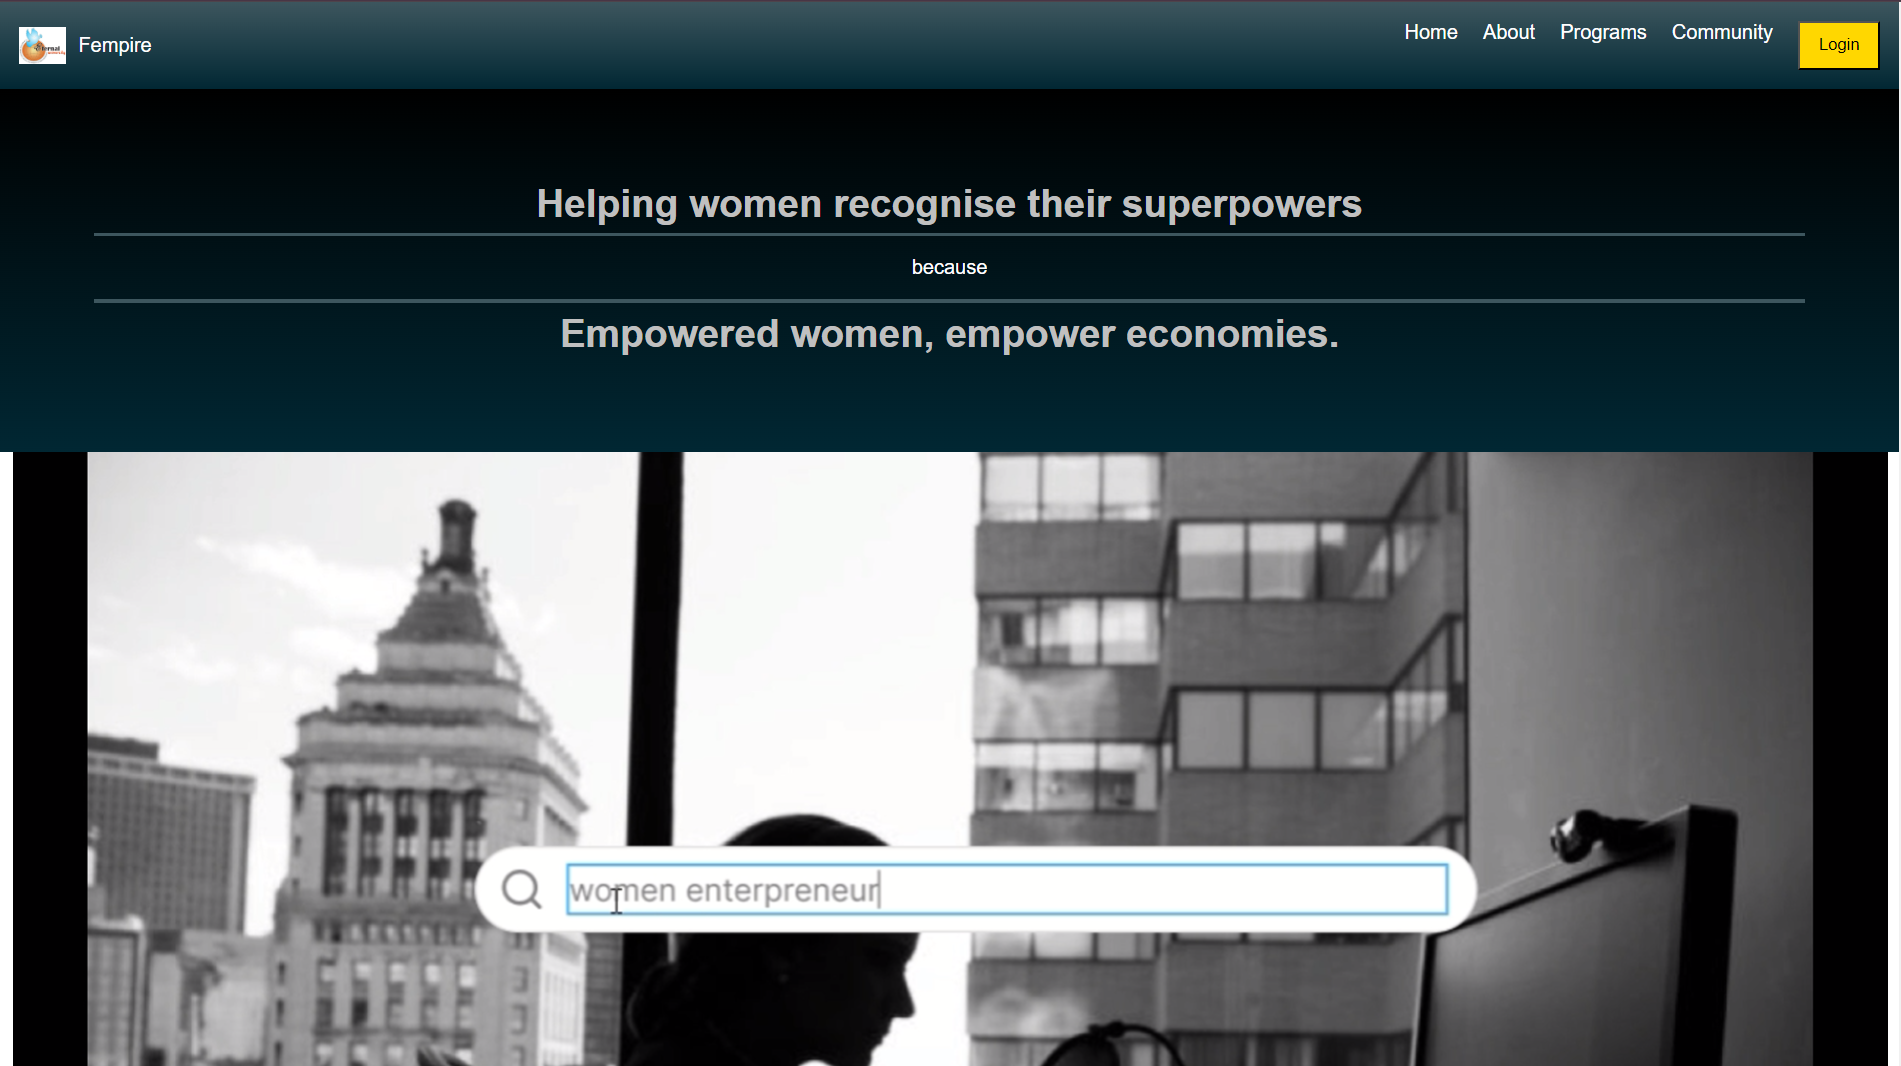 Fempire
Home About Programs Community Login
Helping women recognise their superpowers
because
Empowered women, empower economies.
women enterpreneur